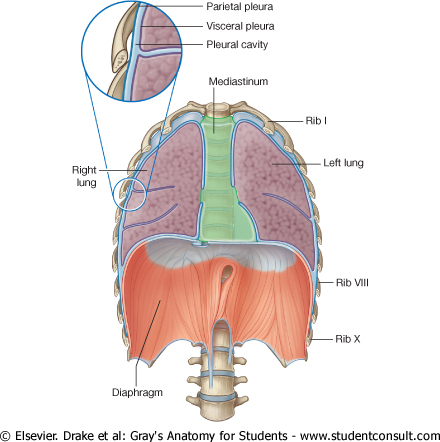 Parietal pleura
Visceral pleura
Pleural cavity
Mediastinum
Rib I
Left lung
Right
lung
Rib VIII
Rib X
Diaphragm
© Elsevier. Drake et al: Gray's Anatomy for Students - www.studentconsult.com